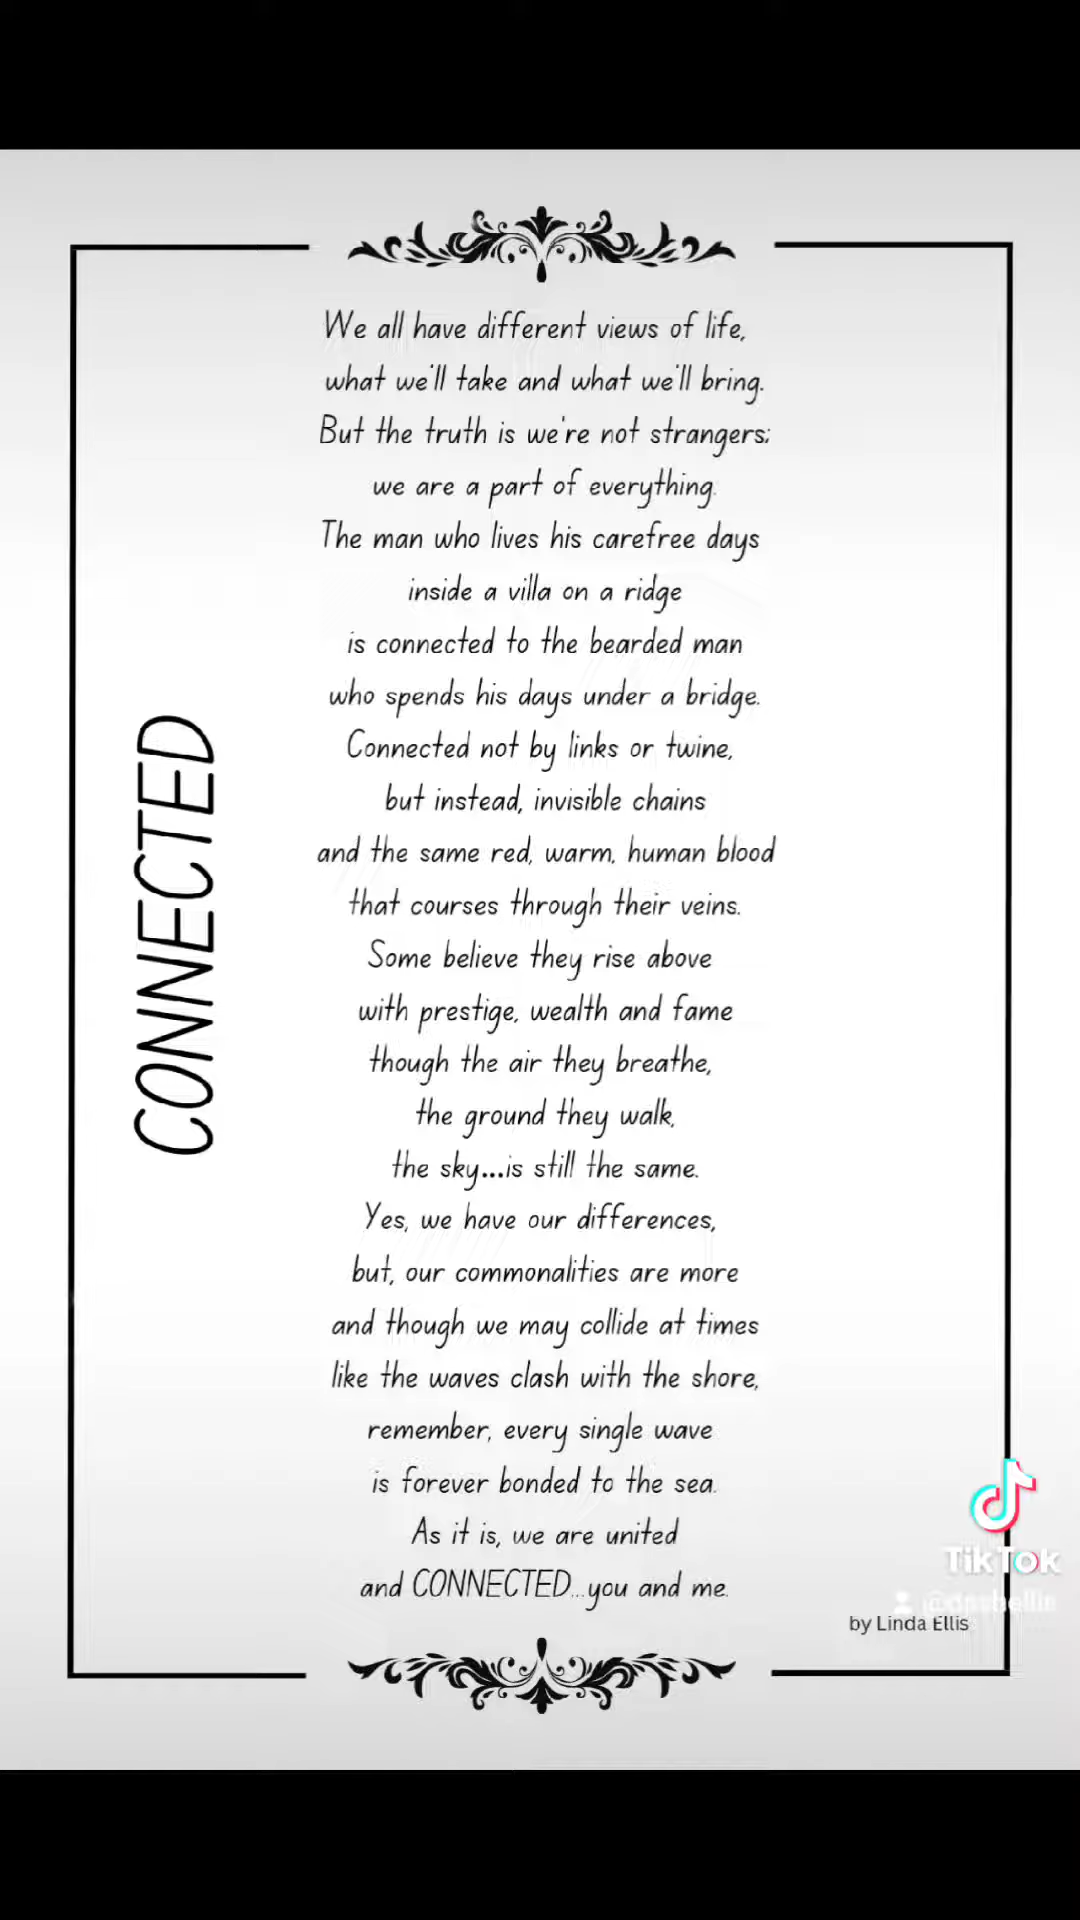 CONNECTED
We all have different views of life,
what we'll take and what we'll bring.
But the truth is we're not strangers;
we are a part of everything.
The man who lives his carefree days
inside a villa on a ridge
is connected to the bearded man
who spends his days under a bridge.
Connected not by links or twine,
but instead, invisible chains
and the same red, warm, human blood
that courses through their veins.
Some believe they rise above
with prestige, wealth and fame
though the air they breathe,
the ground they walk,
the sky...is still the same.
Yes, we have our differences,
but, our commonalities are more
and though we may collide at times
like the waves clash with the shore,
remember, every single wave
is forever bonded to the sea.
As it is, we are united
and CONNECTED...you and me.
by Linda Ellis
TikTok